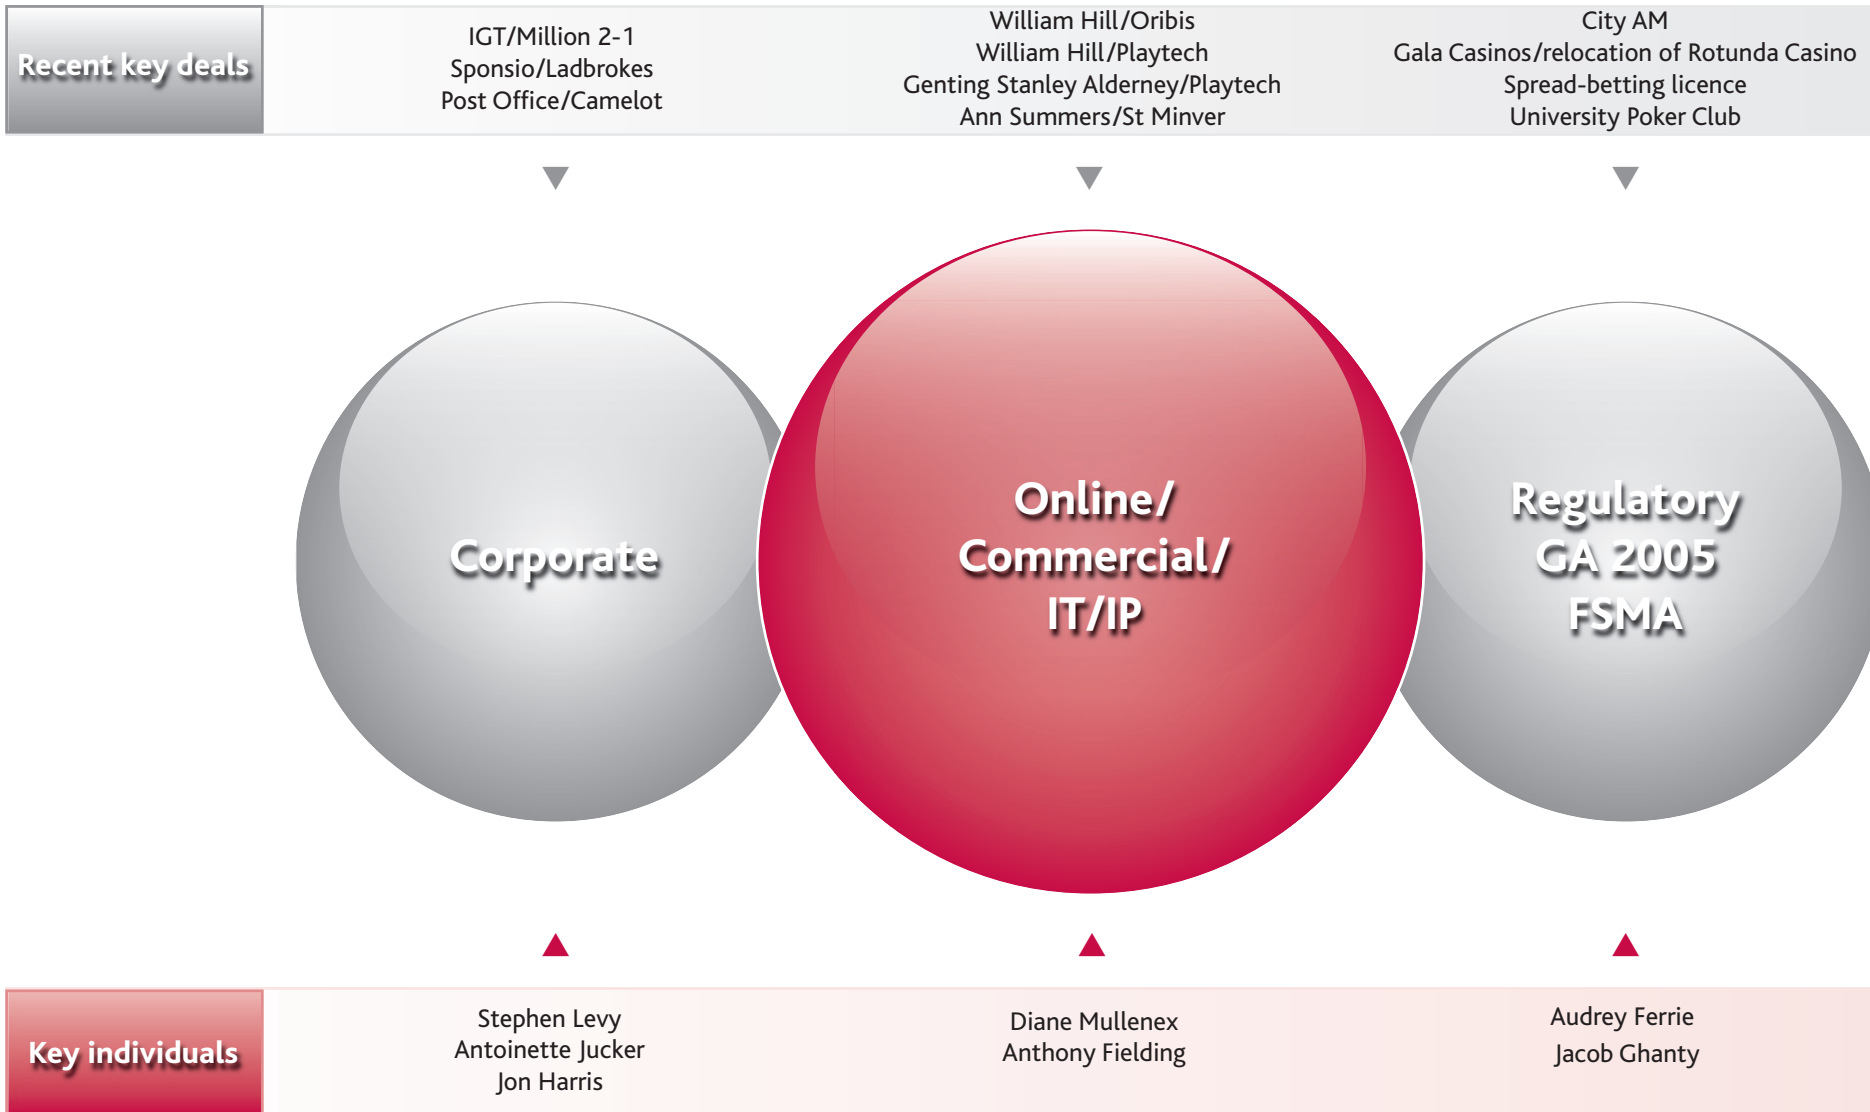 Recent key deals
IGT/Million 2-1
Sponsio/Ladbrokes
Post Office/Camelot
William Hill/Oribis
William Hill/Playtech
Genting Stanley Alderney/Playtech
Ann Summers/St Minver
City AM
Gala Casinos/relocation of Rotunda Casino
Spread-betting licence
University Poker Club
Corporate
Online/
Commercial/
IT/IP
Regulatory
GA 2005
FSMA
Key individuals
Stephen Levy
Antoinette Jucker
Jon Harris
Diane Mullenex
Anthony Fielding
Audrey Ferrie
Jacob Ghanty